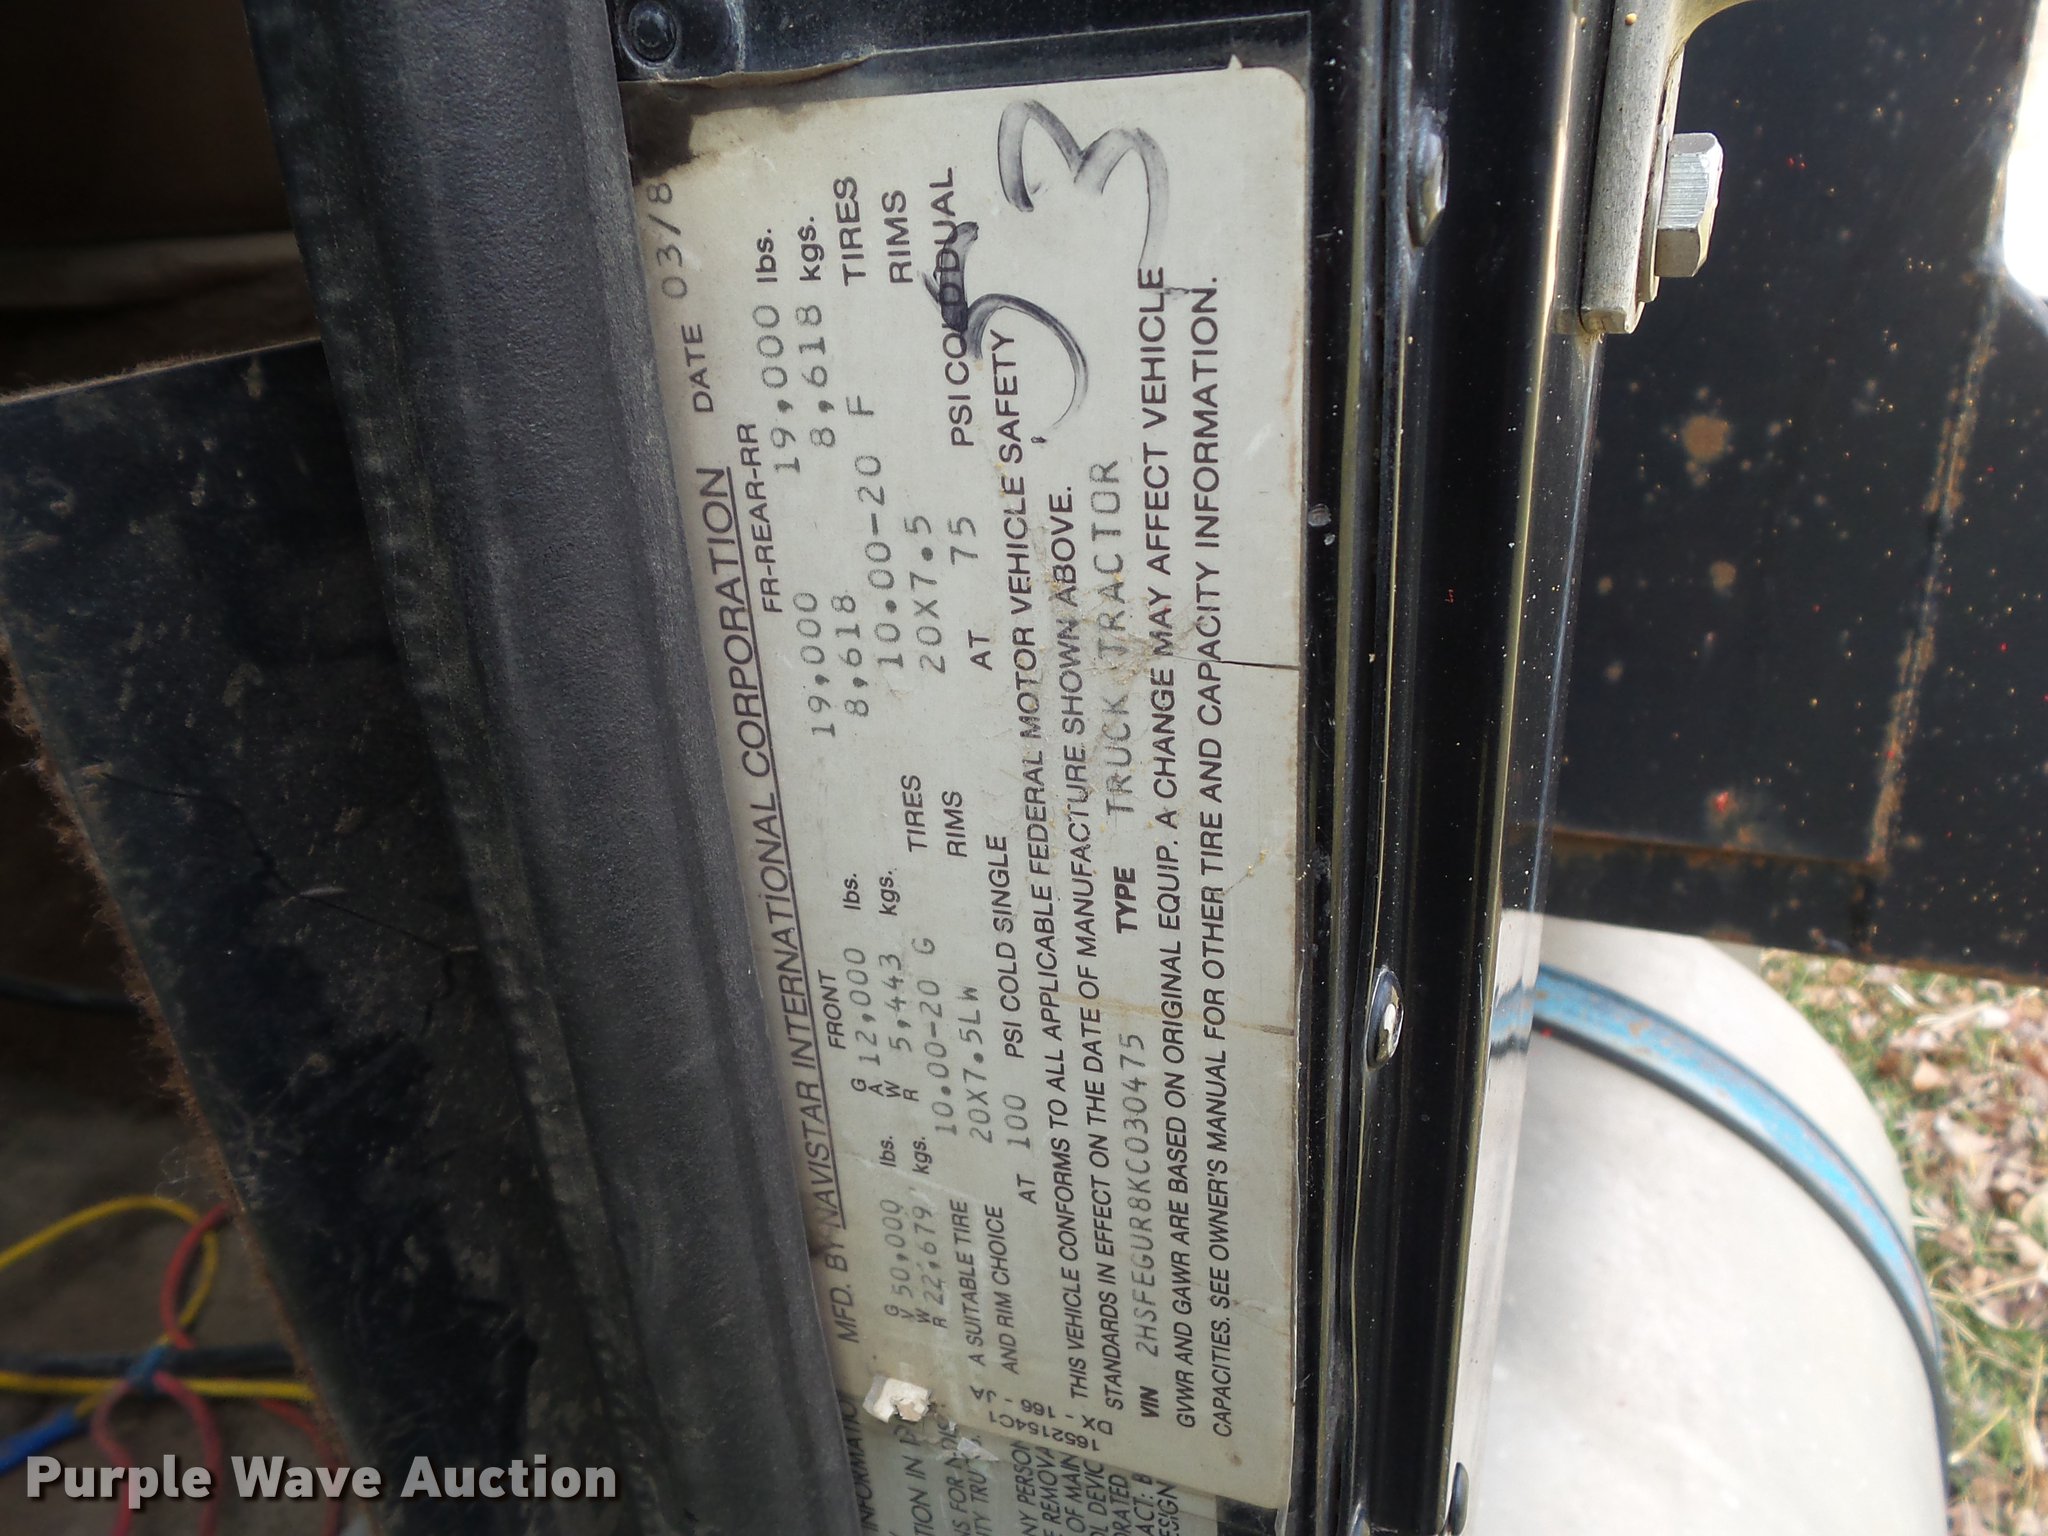 MFD. BY NAVISTAR INTERNATIONAL CORPORATION DATE 03/8
FRONT FR-REAR-RR
G V W R 50,000 lbs. G A W R 12,000 lbs. 19,000 19,000 lbs.
22,679 kgs. 5,443 kgs. 8,618 8,618 kgs.
A SUITABLE TIRE 10.00-20 G TIRES 10.00-20 F TIRES
AND RIM CHOICE 20X7.5LW RIMS 20X7.5 RIMS
AT 100 PSI COLD SINGLE AT 75 PSI COLD DUAL
THIS VEHICLE CONFORMS TO ALL APPLICABLE FEDERAL MOTOR VEHICLE SAFETY
STANDARDS IN EFFECT ON THE DATE OF MANUFACTURE SHOWN ABOVE.
VIN 2HSFEGUR8KC030475 TYPE TRUCK TRACTOR
GVWR AND GAWR ARE BASED ON ORIGINAL EQUIP. A CHANGE MAY AFFECT VEHICLE
CAPACITIES. SEE OWNER'S MANUAL FOR OTHER TIRE AND CAPACITY INFORMATION.
53
Purple Wave Auction